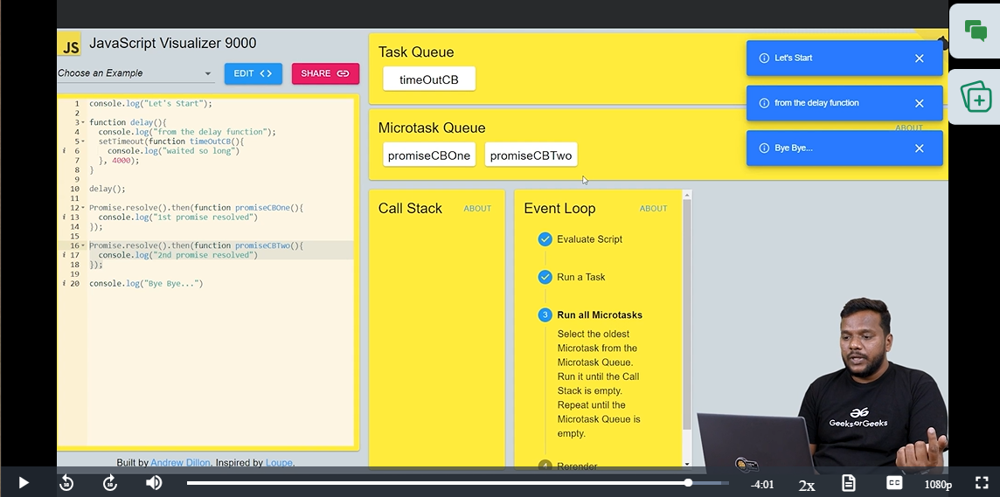 JS JavaScript Visualizer 9000
Choose an Example
EDIT <>
SHARE
1 console.log("Let's Start");
2
3 function delay(){
4 console.log("from the delay function");
5 setTimeout(function timeOutCB(){
i 6 console.log("waited so long")
7 }, 4000);
8 }
9
10 delay();
11
12 Promise.resolve().then(function promiseCBOne(){
i 13 console.log("1st promise resolved")
14 });
15
16 Promise.resolve().then(function promiseCBTwo(){
i 17 console.log("2nd promise resolved")
18 });
19
i 20 console.log("Bye Bye...")
Built by Andrew Dillon. Inspired by Loupe.
Task Queue
timeOutCB
Microtask Queue
ABOUT
promiseCBOne
promiseCBTwo
Let's Start
from the delay function
Bye Bye...
Call Stack
ABOUT
Event Loop
ABOUT
Evaluate Script
Run a Task
3 Run all Microtasks
Select the oldest
Microtask from the
Microtask Queue.
Run it until the Call
Stack is empty.
Repeat until the
Microtask Queue is
empty.
4 Rerender
GeeksforGeeks
10
10
-4:01
2x
CC
1080p